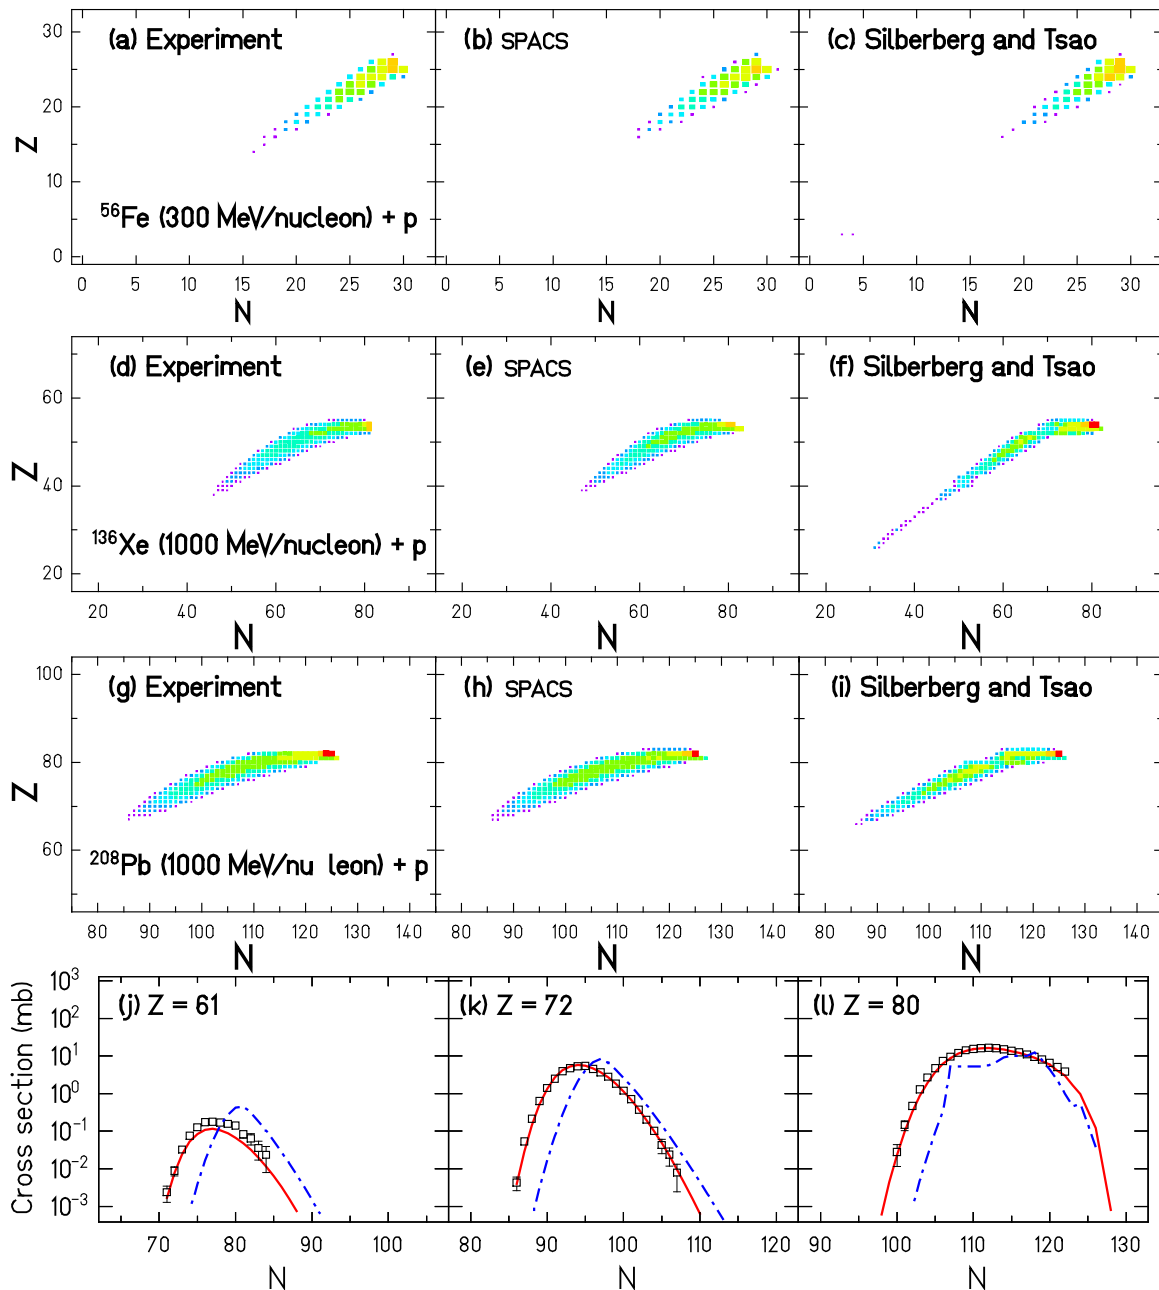 (a) Experiment (b) SPACS (c) Silberberg and Tsao
30
20
10
0
Z
⁵⁶Fe (300 MeV/nucleon) + p
0 5 10 15 20 25 30 0 5 10 15 20 25 30 0 5 10 15 20 25 30
N N N
(d) Experiment (e) SPACS (f) Silberberg and Tsao
60
40
20
Z
¹³⁶Xe (1000 MeV/nucleon) + p
20 40 60 80 20 40 60 80 20 40 60 80
N N N
(g) Experiment (h) SPACS (i) Silberberg and Tsao
100
80
60
Z
²⁰⁸Pb (1000 MeV/nu leon) + p
80 90 100 110 120 130 140 80 90 100 110 120 130 140 80 90 100 110 120 130 140
N N N
(j) Z = 61 (k) Z = 72 (l) Z = 80
Cross section (mb)
10³
10²
10¹
10⁰
10⁻¹
10⁻²
10⁻³
70 80 90 100 80 90 100 110 120 90 100 110 120 130
N N N